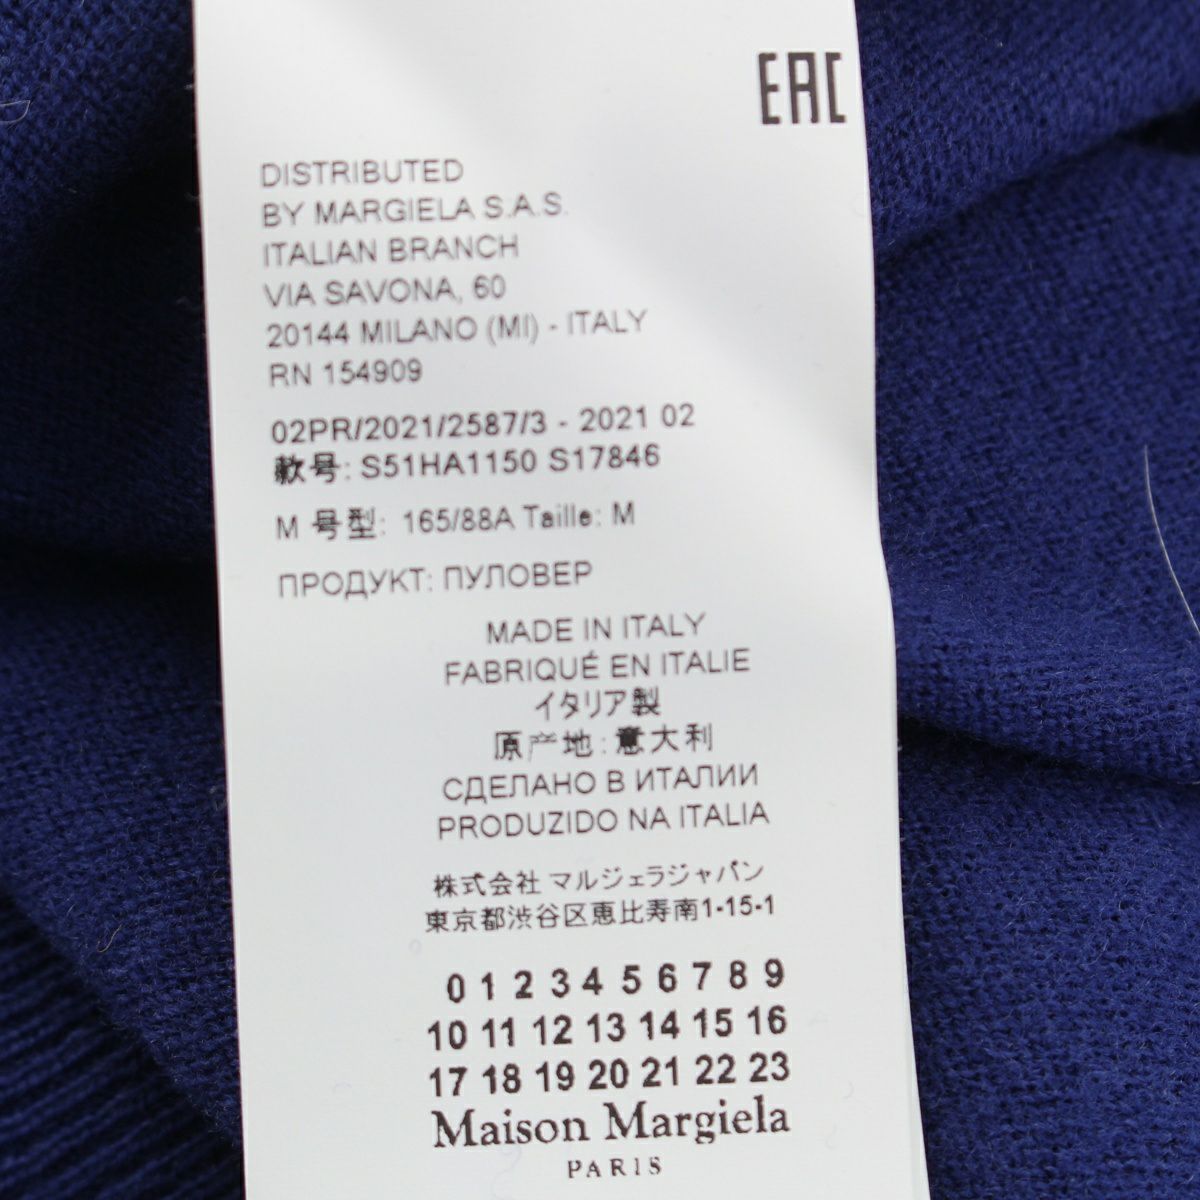 EAC
DISTRIBUTED
BY MARGIELA S.A.S.
ITALIAN BRANCH
VIA SAVONA, 60
20144 MILANO (MI) - ITALY
RN 154909
02PR/2021/2587/3 - 2021 02
款号: S51HA1150 S17846
M 号型: 165/88A Taille: M
ПРОДУКТ: ПУЛОВЕР
MADE IN ITALY
FABRIQUÉ EN ITALIE
イタリア製
原产地: 意大利
СДЕЛАНО В ИТАЛИИ
PRODUZIDO NA ITALIA
株式会社 マルジェラジャパン
東京都渋谷区恵比寿南1-15-1
0 1 2 3 4 5 6 7 8 9
10 11 12 13 14 15 16
17 18 19 20 21 22 23
Maison Margiela
PARIS